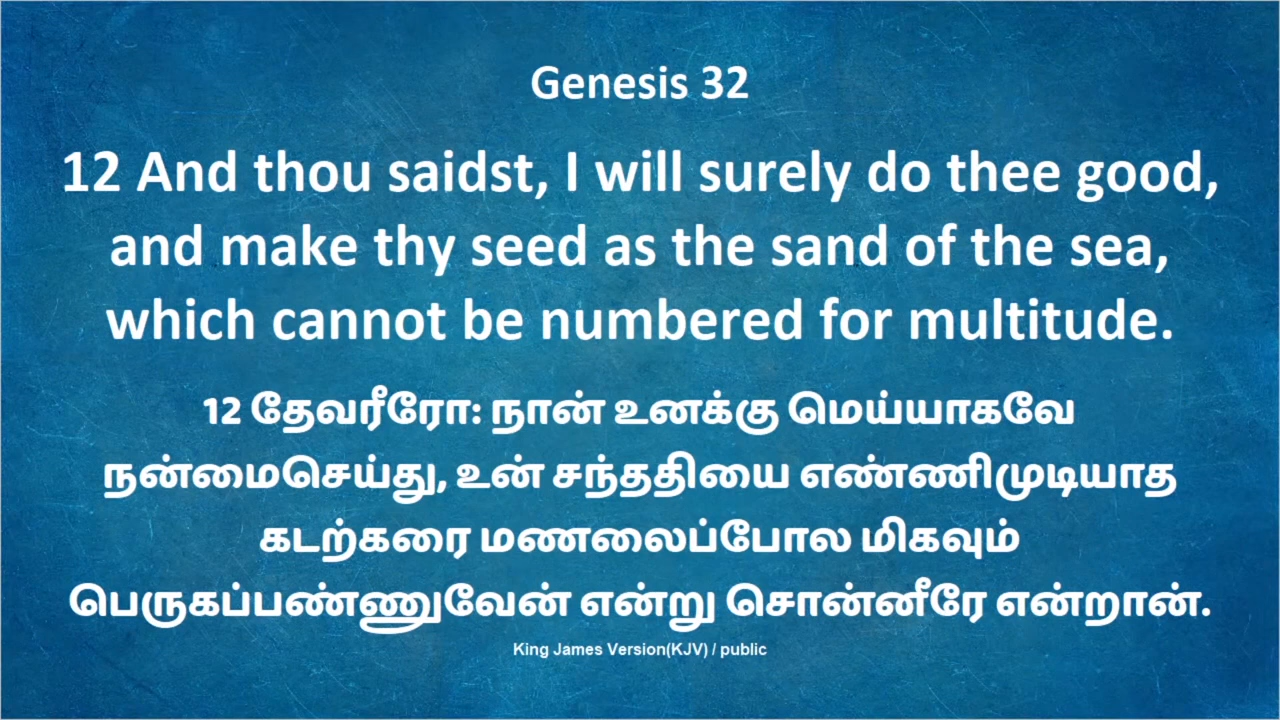 Genesis 32
12 And thou saidst, I will surely do thee good,
and make thy seed as the sand of the sea,
which cannot be numbered for multitude.
12 தேவரீரோ: நான் உனக்கு மெய்யாகவே
நன்மைசெய்து, உன் சந்ததியை எண்ணிமுடியாத
கடற்கரை மணலைப்போல மிகவும்
பெருகப்பண்ணுவேன் என்று சொன்னீரே என்றான்.
King James Version(KJV) / public